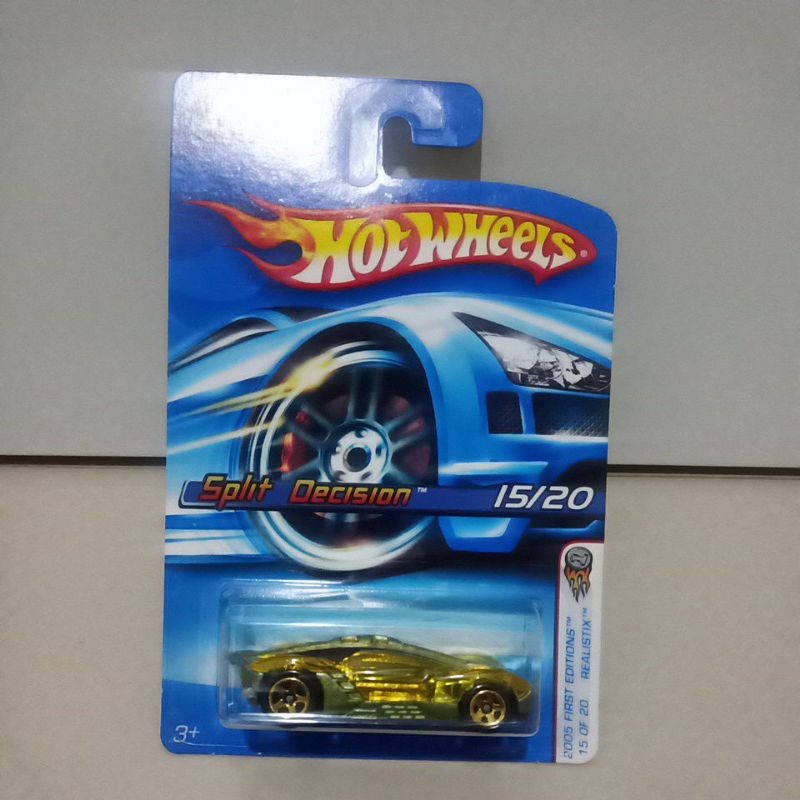 HOT WHEELS®
Split Decision™ 15/20
2005 FIRST EDITIONS™
15 OF 20 REALISTIX™
3+